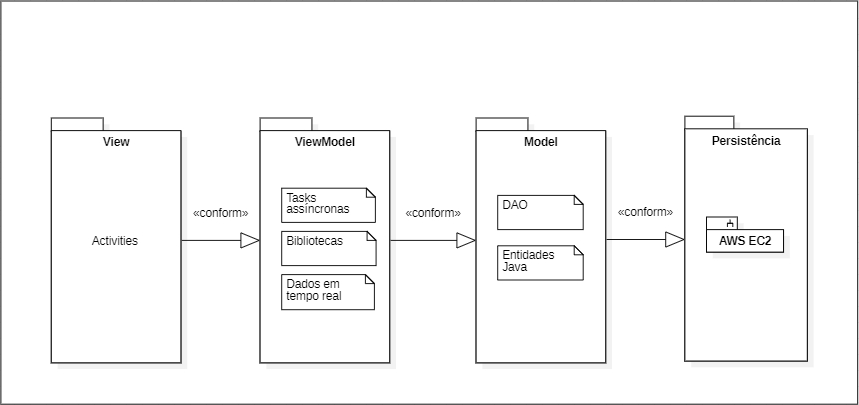 View
ViewModel
Model
Persistência
Tasks
assíncronas
DAO
«conform»
«conform»
«conform»
Activities
Bibliotecas
AWS EC2
Entidades
Java
Dados em
tempo real